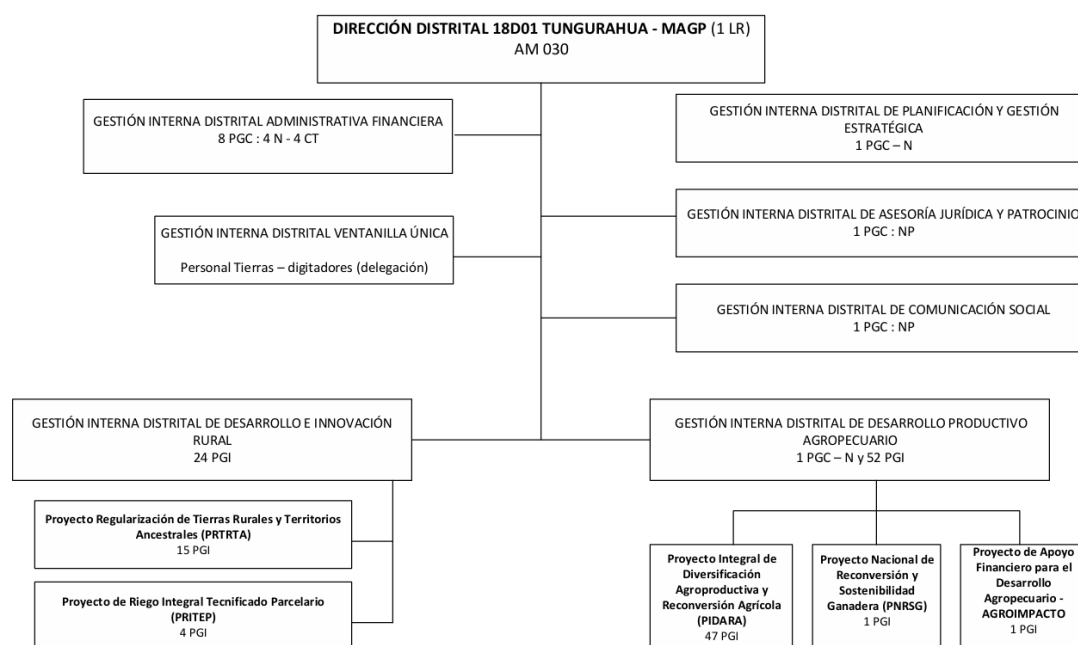 DIRECCIÓN DISTRITAL 18D01 TUNGURAHUA - MAGP (1 LR)
AM 030
GESTIÓN INTERNA DISTRITAL ADMINISTRATIVA FINANCIERA
8 PGC : 4 N - 4 CT
GESTIÓN INTERNA DISTRITAL DE PLANIFICACIÓN Y GESTIÓN
ESTRATÉGICA
1 PGC – N
GESTIÓN INTERNA DISTRITAL DE ASESORÍA JURÍDICA Y PATROCINIO
1 PGC : NP
GESTIÓN INTERNA DISTRITAL VENTANILLA ÚNICA
Personal Tierras – digitadores (delegación)
GESTIÓN INTERNA DISTRITAL DE COMUNICACIÓN SOCIAL
1 PGC : NP
GESTIÓN INTERNA DISTRITAL DE DESARROLLO E INNOVACIÓN
RURAL
24 PGI
GESTIÓN INTERNA DISTRITAL DE DESARROLLO PRODUCTIVO
AGROPECUARIO
1 PGC – N y 52 PGI
Proyecto Regularización de Tierras Rurales y Territorios
Ancestrales (PRTRTA)
15 PGI
Proyecto de Riego Integral Tecnificado Parcelario
(PRITEP)
4 PGI
Proyecto Integral de
Diversificación
Agroproductiva y
Reconversión Agrícola
(PIDARA)
47 PGI
Proyecto Nacional de
Reconversión y
Sostenibilidad
Ganadera (PNRSG)
1 PGI
Proyecto de Apoyo
Financiero para el
Desarrollo
Agropecuario -
AGROIMPACTO
1 PGI